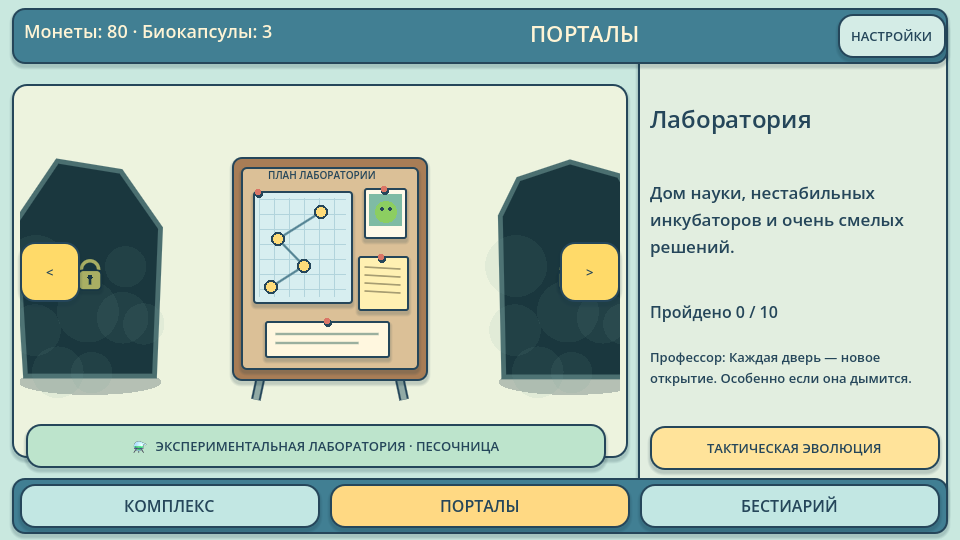 Монеты: 80 · Биокапсулы: 3
ПОРТАЛЫ
НАСТРОЙКИ
ПЛАН ЛАБОРАТОРИИ
<
>
ЭКСПЕРИМЕНТАЛЬНАЯ ЛАБОРАТОРИЯ · ПЕСОЧНИЦА
Лаборатория
Дом науки, нестабильных
инкубаторов и очень смелых
решений.
Пройдено 0 / 10
Профессор: Каждая дверь — новое
открытие. Особенно если она дымится.
ТАКТИЧЕСКАЯ ЭВОЛЮЦИЯ
КОМПЛЕКС
ПОРТАЛЫ
БЕСТИАРИЙ